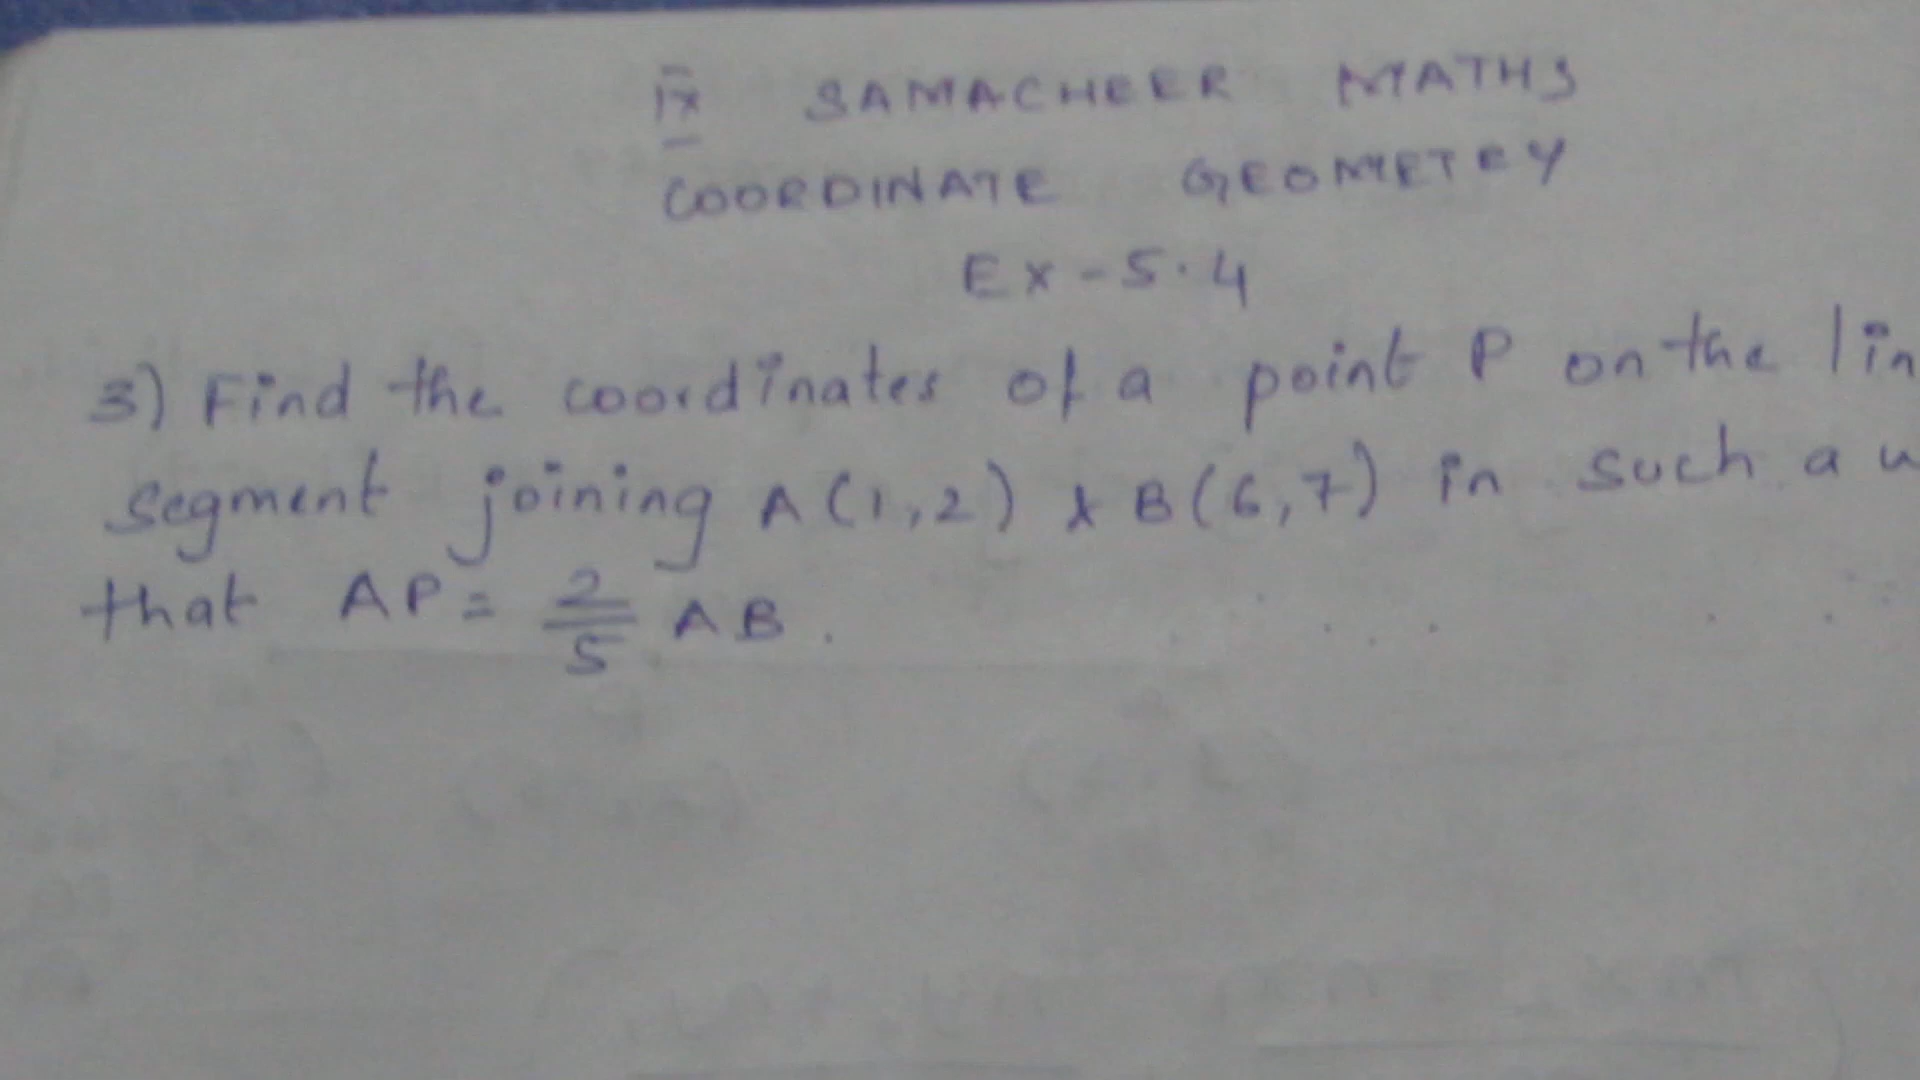 IX SAMACHEER MATHS
COORDINATE GEOMETRY
Ex-5.4
3) Find the coordinates of a point P on the lin
segment joining A(1,2) & B(6,7) in such a w
that AP = 2/5 AB.